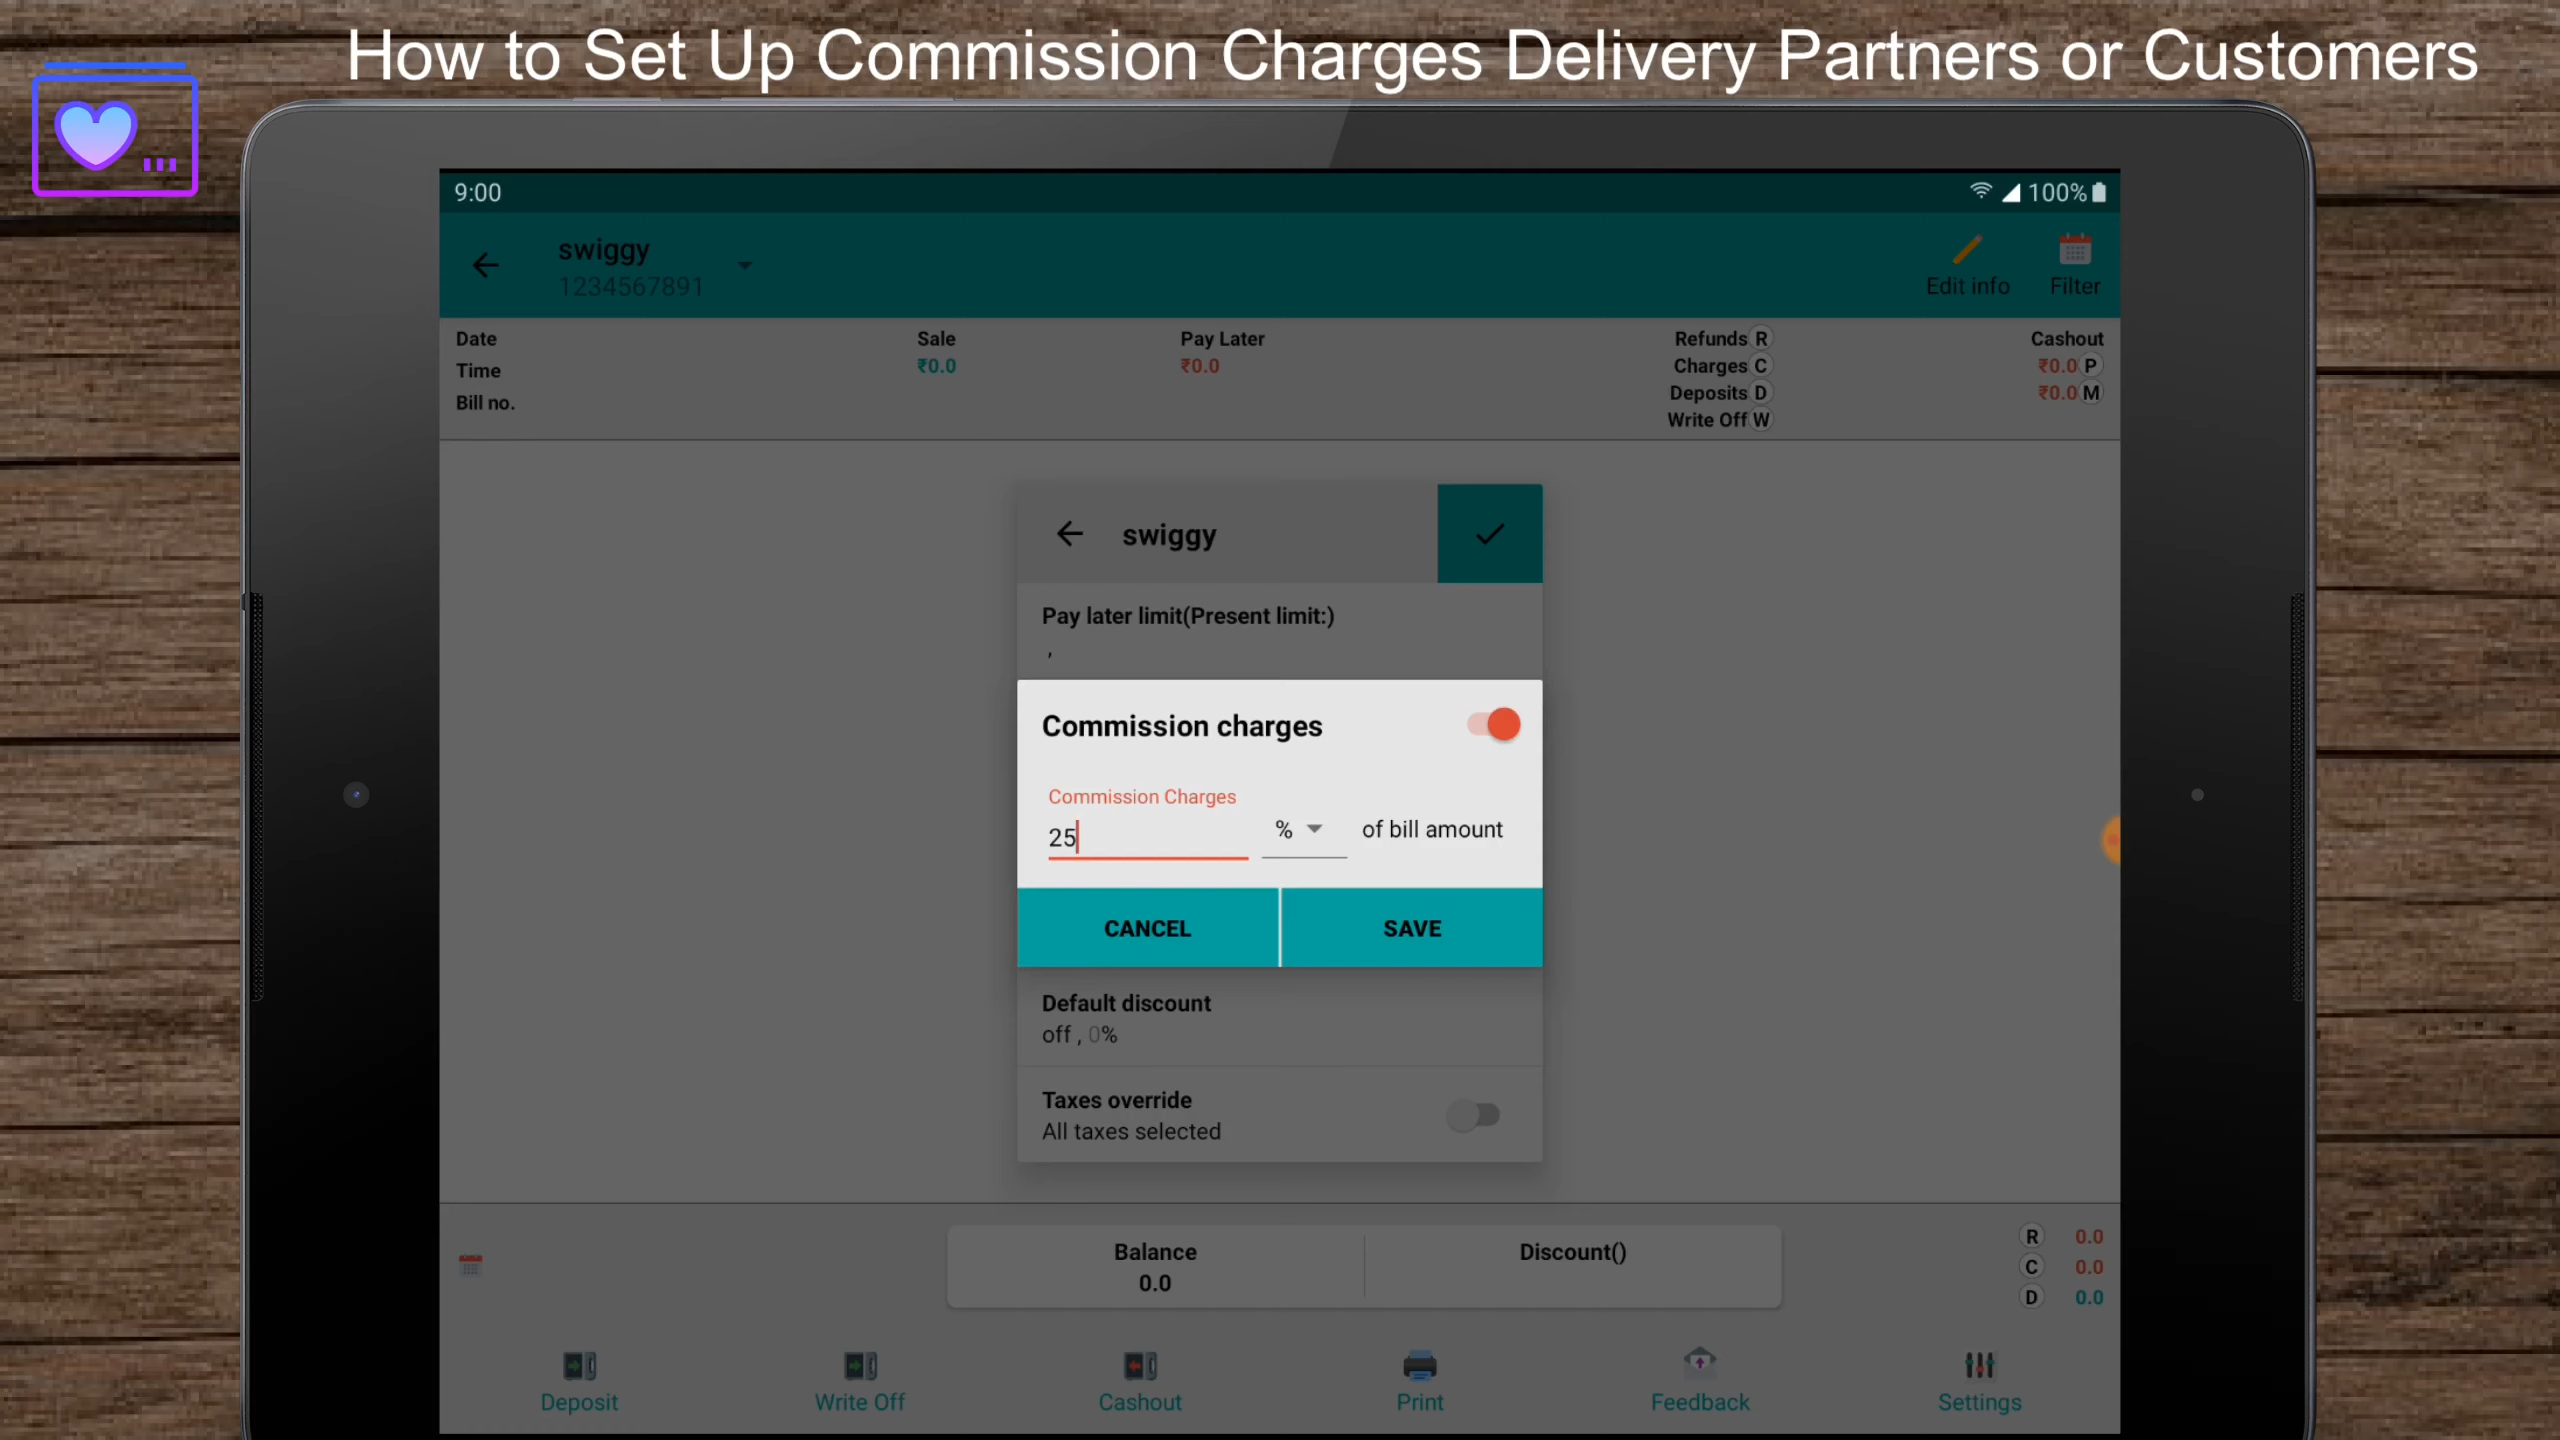 How to Set Up Commission Charges Delivery Partners or Customers
9:00
100%
swiggy
1234567891
Edit info
Filter
Date
Time
Bill no.
Sale
₹0.0
Pay Later
₹0.0
Refunds R
Charges C
Deposits D
Write Off W
Cashout
₹0.0 P
₹0.0 M
swiggy
Pay later limit(Present limit:)
,
Commission charges
Commission Charges
25
% of bill amount
CANCEL
SAVE
Default discount
off , 0%
Taxes override
All taxes selected
Balance
0.0
Discount()
R 0.0
C 0.0
D 0.0
Deposit
Write Off
Cashout
Print
Feedback
Settings